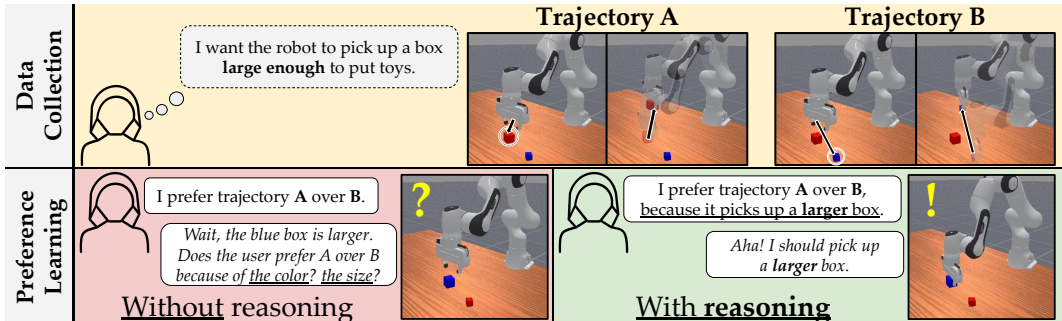 Trajectory A
Trajectory B
Data
Collection
I want the robot to pick up a box
large enough to put toys.
Preference
Learning
I prefer trajectory A over B.
Wait, the blue box is larger.
Does the user prefer A over B
because of the color? the size?
?
Without reasoning
I prefer trajectory A over B,
because it picks up a larger box.
Aha! I should pick up
a larger box.
!
With reasoning